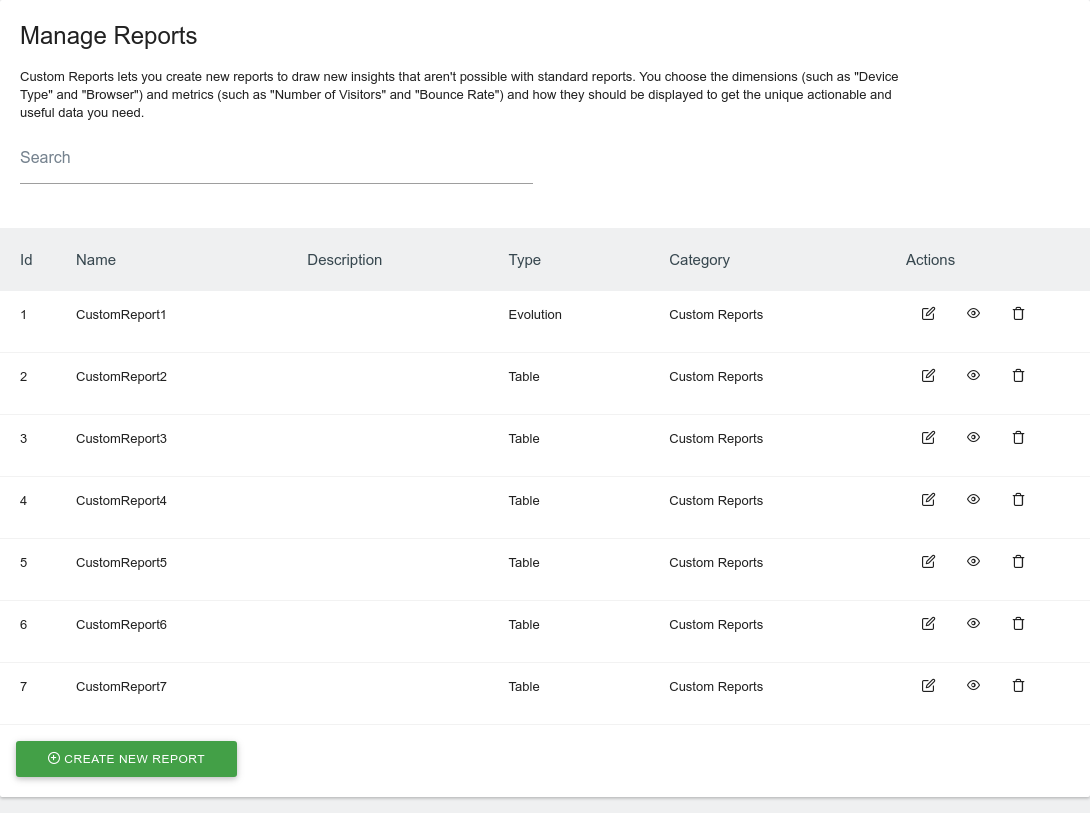 Manage Reports
Custom Reports lets you create new reports to draw new insights that aren't possible with standard reports. You choose the dimensions (such as "Device
Type" and "Browser") and metrics (such as "Number of Visitors" and "Bounce Rate") and how they should be displayed to get the unique actionable and
useful data you need.
Search
Id Name Description Type Category Actions
1 CustomReport1 Evolution Custom Reports
2 CustomReport2 Table Custom Reports
3 CustomReport3 Table Custom Reports
4 CustomReport4 Table Custom Reports
5 CustomReport5 Table Custom Reports
6 CustomReport6 Table Custom Reports
7 CustomReport7 Table Custom Reports
CREATE NEW REPORT